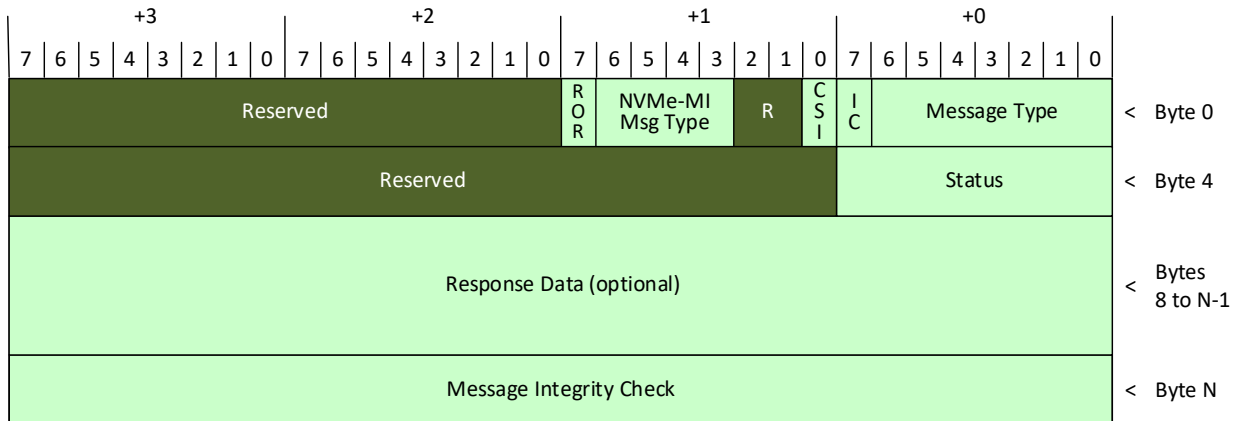 +3 +2 +1 +0
7 6 5 4 3 2 1 0 7 6 5 4 3 2 1 0 7 6 5 4 3 2 1 0 7 6 5 4 3 2 1 0
Reserved ROR NVMe-MI Msg Type R CSI IC Message Type < Byte 0
Reserved Status < Byte 4
Response Data (optional) < Bytes
8 to N-1
Message Integrity Check < Byte N